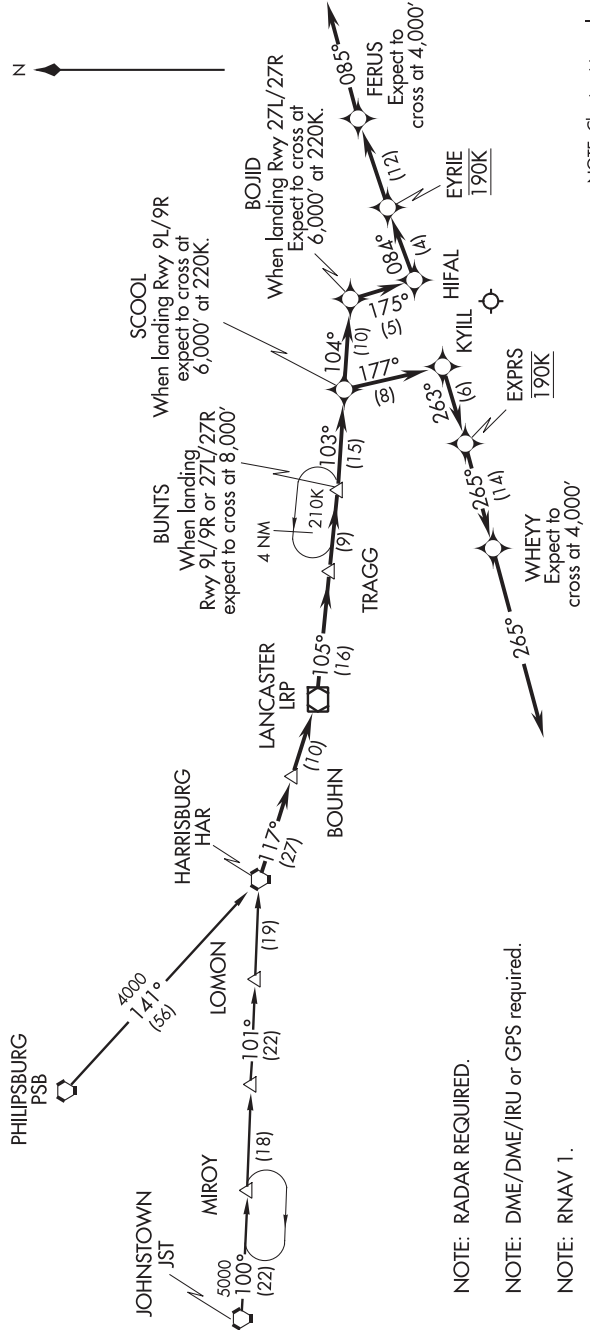 N
PHILIPSBURG
PSB
4000
141°
(56)
JOHNSTOWN
JST
5000
100°
(22)
MIROY
(18)
101°
(22)
LOMON
(19)
HARRISBURG
HAR
117°
(27)
BOUHN
(10)
LANCASTER
LRP
105°
(16)
TRAGG
(9)
4 NM
210K
BUNTS
When landing
Rwy 9L/9R or 27L/27R
expect to cross at 8,000'
103°
(15)
SCOOL
When landing Rwy 9L/9R
expect to cross at
6,000' at 220K.
104°
(10)
BOJID
When landing Rwy 27L/27R
Expect to cross at
6,000' at 220K.
175°
(5)
HIFAL
084°
(4)
EYRIE
190K
(12)
FERUS
Expect to
cross at 4,000'
085°
177°
(8)
KYILL
263°
(6)
EXPRS
190K
265°
(14)
WHEYY
Expect to
cross at 4,000'
265°
NOTE: RADAR REQUIRED.
NOTE: DME/DME/IRU or GPS required.
NOTE: RNAV 1.